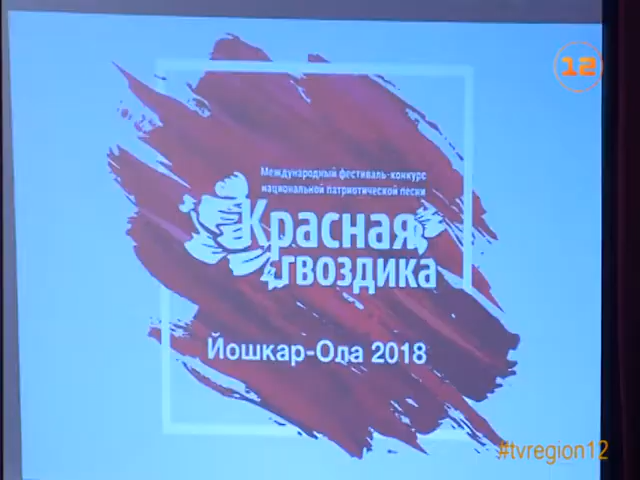 12
Международный фестиваль-конкурс
национальной патриотической песни
Красная
гвоздика
Йошкар-Ола 2018
#tvregion12